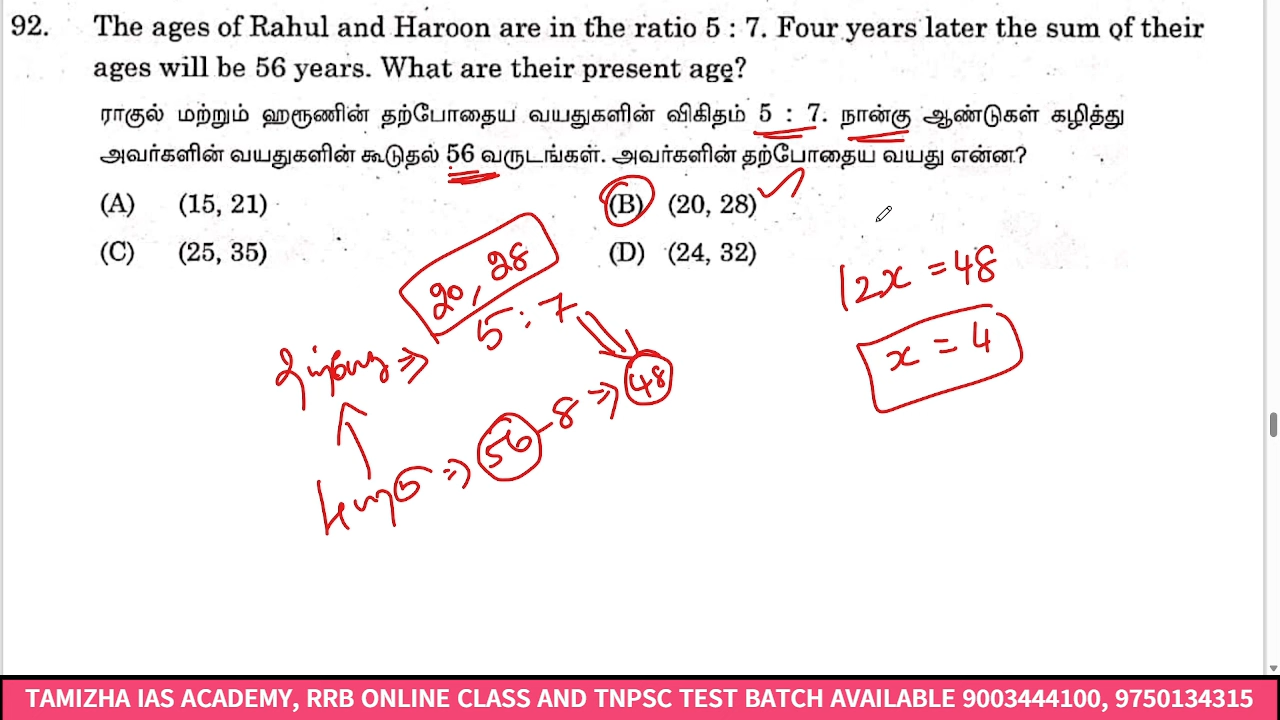 92. The ages of Rahul and Haroon are in the ratio 5 : 7. Four years later the sum of their
ages will be 56 years. What are their present age?
ராகுல் மற்றும் ஹரூணின் தற்போதைய வயதுகளின் விகிதம் 5 : 7. நான்கு ஆண்டுகள் கழித்து
அவர்களின் வயதுகளின் கூடுதல் 56 வருடங்கள். அவர்களின் தற்போதைய வயது என்ன?
(A) (15, 21) (B) (20, 28)
(C) (25, 35) (D) (24, 32)
20, 28
5 : 7
12x = 48
x = 4
⇒ 56 - 8 ⇒ 48
TAMIZHA IAS ACADEMY, RRB ONLINE CLASS AND TNPSC TEST BATCH AVAILABLE 9003444100, 9750134315